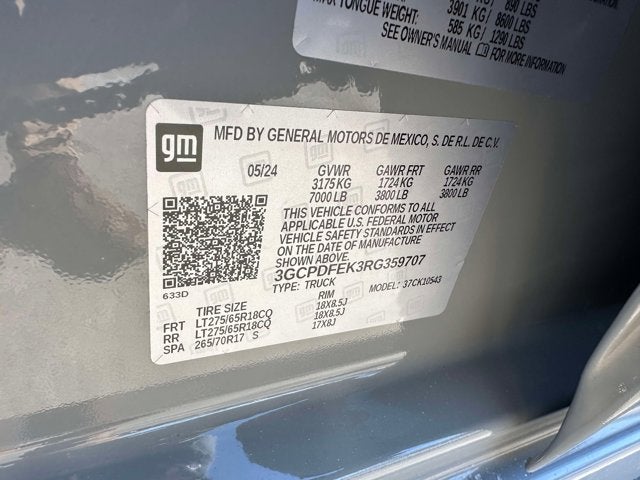 890 LBS
3901 KG / 8600 LBS
MAX TONGUE WEIGHT: 585 KG / 1290 LBS
SEE OWNER'S MANUAL FOR MORE INFORMATION
gm
MFD BY GENERAL MOTORS DE MEXICO, S. DE R.L. DE C.V.
05/24 GVWR GAWR FRT GAWR RR
3175 KG 1724 KG 1724 KG
7000 LB 3800 LB 3800 LB
THIS VEHICLE CONFORMS TO ALL
APPLICABLE U.S. FEDERAL MOTOR
VEHICLE SAFETY STANDARDS IN EFFECT
ON THE DATE OF MANUFACTURE
SHOWN ABOVE.
3GCPDFEK3RG359707
633D TYPE: TRUCK MODEL: 37CK10543
TIRE SIZE RIM
FRT LT275/65R18CQ 18X8.5J
RR LT275/65R18CQ 18X8.5J
SPA 265/70R17 S 17X8J